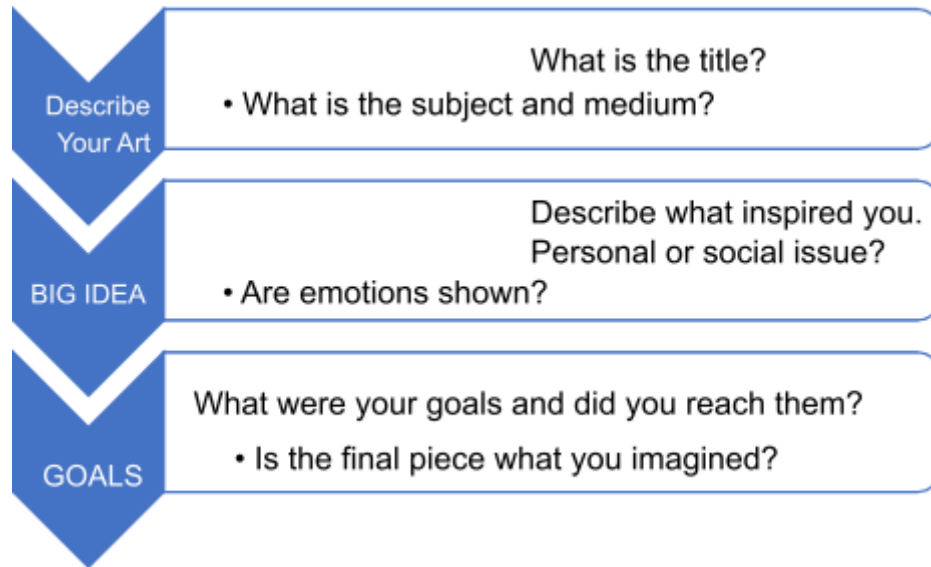 Describe
Your Art
What is the title?
• What is the subject and medium?
BIG IDEA
Describe what inspired you.
Personal or social issue?
• Are emotions shown?
GOALS
What were your goals and did you reach them?
• Is the final piece what you imagined?